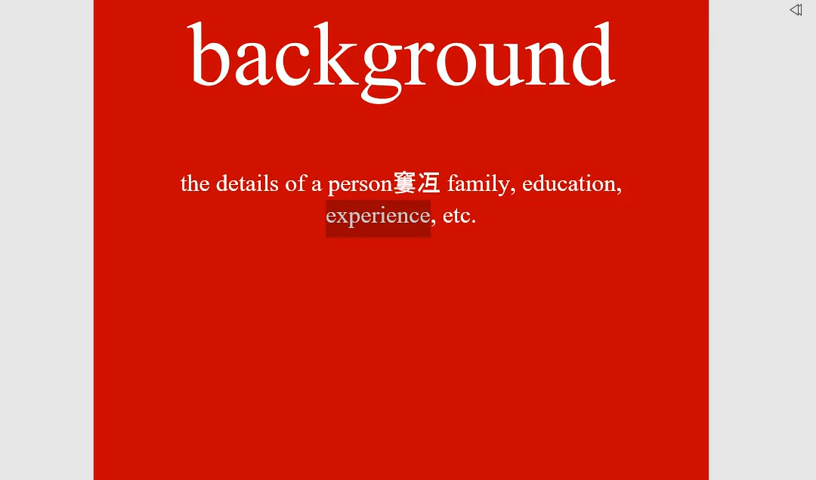 background
the details of a person窶冱 family, education,
experience, etc.